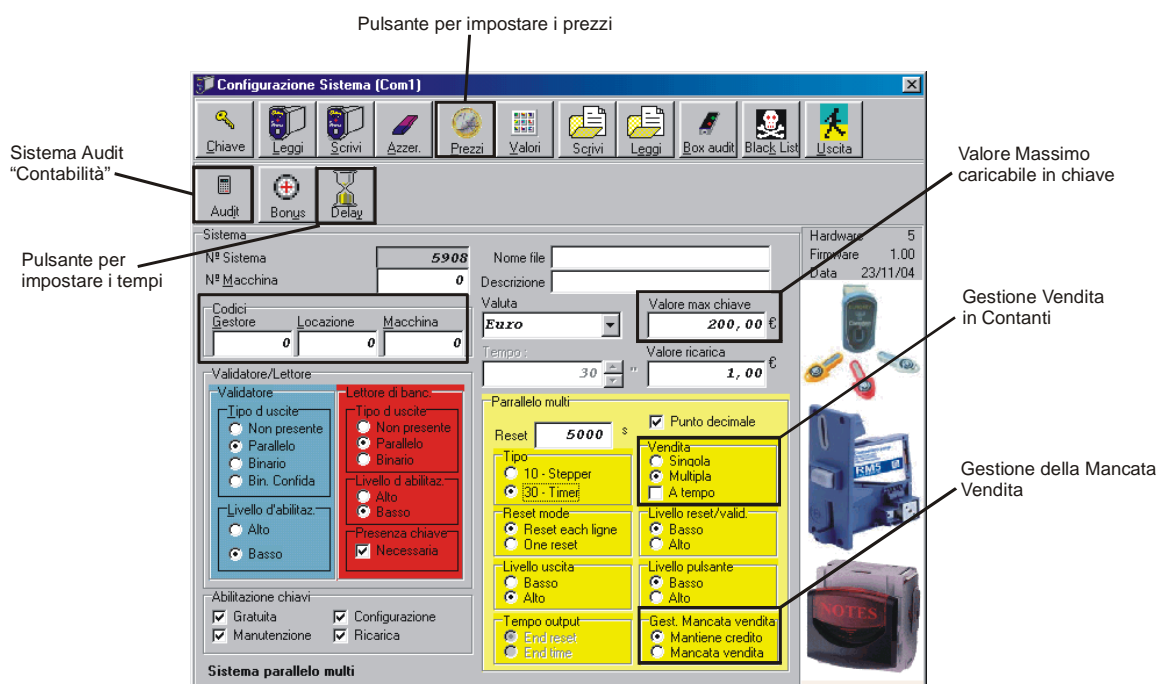 Pulsante per impostare i prezzi
Configurazione Sistema (Com1)
Chiave Leggi Scrivi Azzer. Prezzi Valori Scrivi Leggi Box audit Black List Uscita
Sistema Audit
“Contabilità”
Valore Massimo
caricabile in chiave
Audit Bonus Delay
Pulsante per
impostare i tempi
Sistema
Nª Sistema 5908
Nª Macchina 0
Nome file
Descrizione
Hardware 5
Firmware 1.00
Data 23/11/04
Codici
Gestore Locazione Macchina
0 0 0
Valuta
Euro
Valore max chiave
200,00 €
Tempo :
30 "
Valore ricarica
1,00 €
Gestione Vendita
in Contanti
Validatore/Lettore
Validatore
Tipo d uscite
Non presente
Parallelo
Binario
Bin. Confida
Livello d'abilitaz.
Alto
Basso
Lettore di banc.
Tipo d uscite
Non presente
Parallelo
Binario
Livello d abilitaz.
Alto
Basso
Presenza chiave
Necessaria
Parrallelo multi
Reset 5000 s
Punto decimale
Tipo
10 - Stepper
30 - Timer
Vendita
Singola
Multipla
A tempo
Reset mode
Reset each ligne
One reset
Livello reset/valid.
Basso
Alto
Livello uscita
Basso
Alto
Livello pulsante
Basso
Alto
Tempo output
End reset
End time
Gest. Mancata vendita
Mantiene credito
Mancata vendita
Gestione della Mancata
Vendita
Abilitazione chiavi
Gratuita Configurazione
Manutenzione Ricarica
Sistema parallelo multi
RM5
NOTES